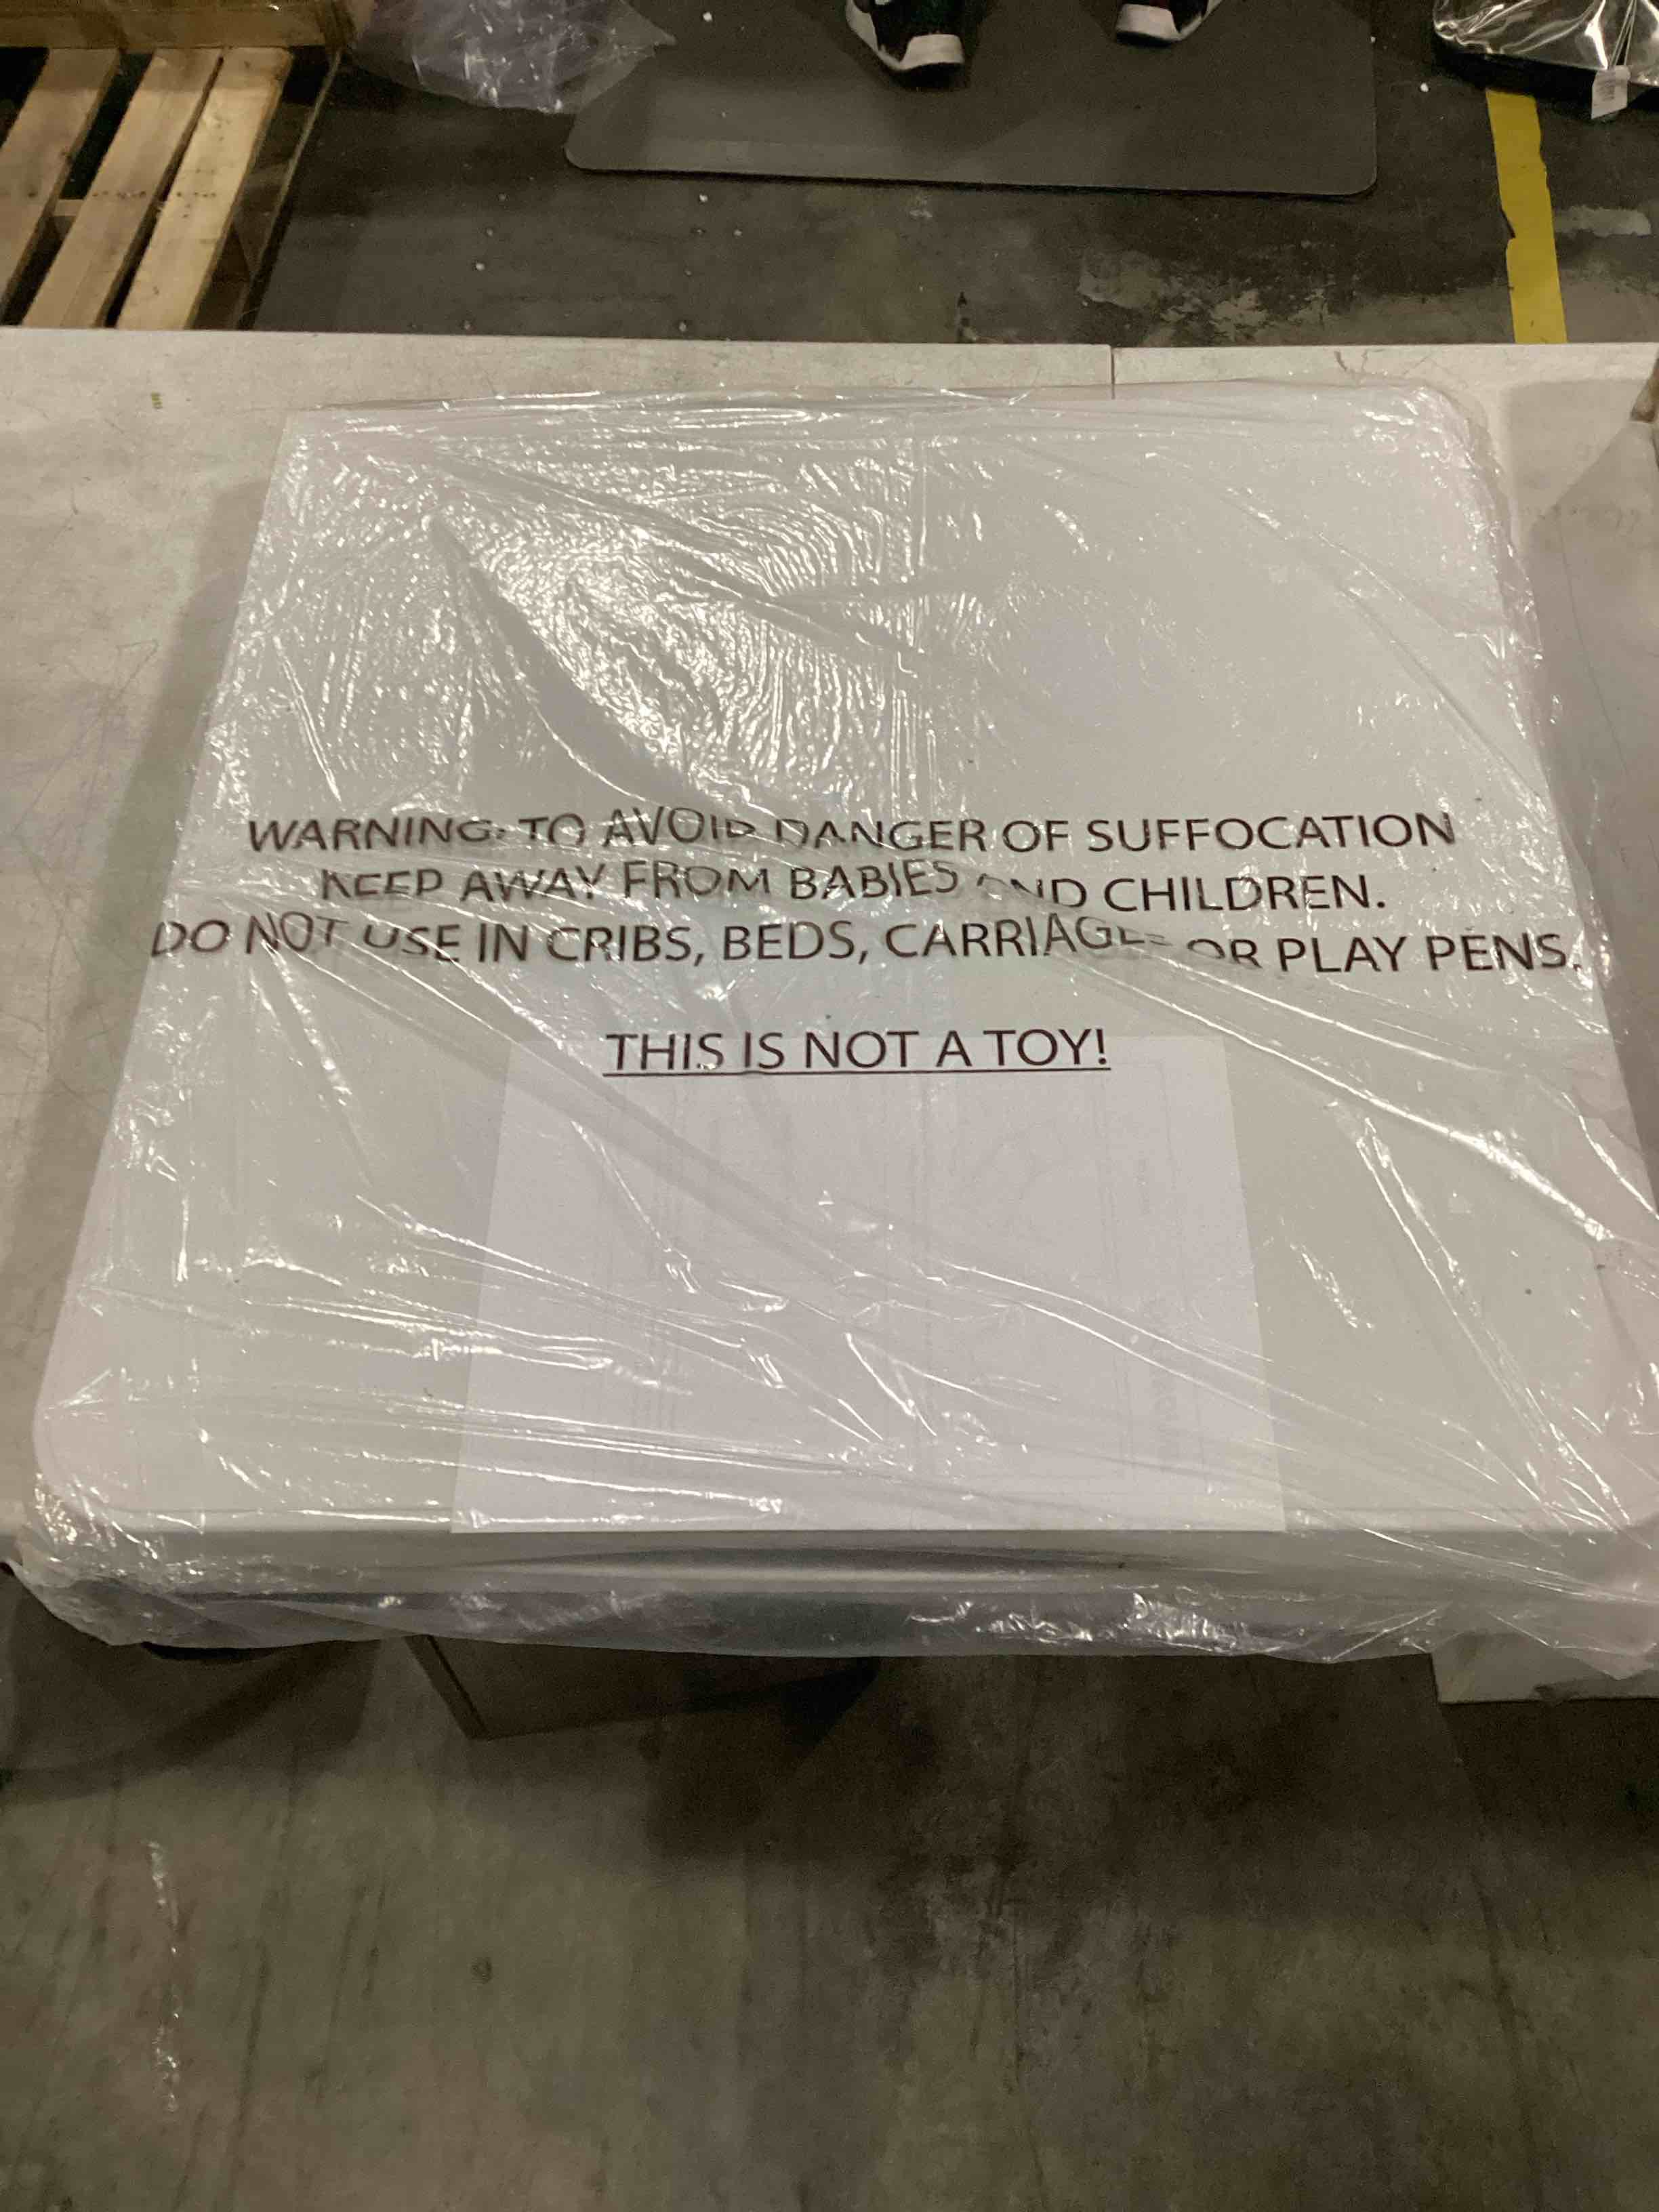 WARNING: TO AVOID DANGER OF SUFFOCATION
KEEP AWAY FROM BABIES AND CHILDREN.
DO NOT USE IN CRIBS, BEDS, CARRIAGES OR PLAY PENS.
THIS IS NOT A TOY!